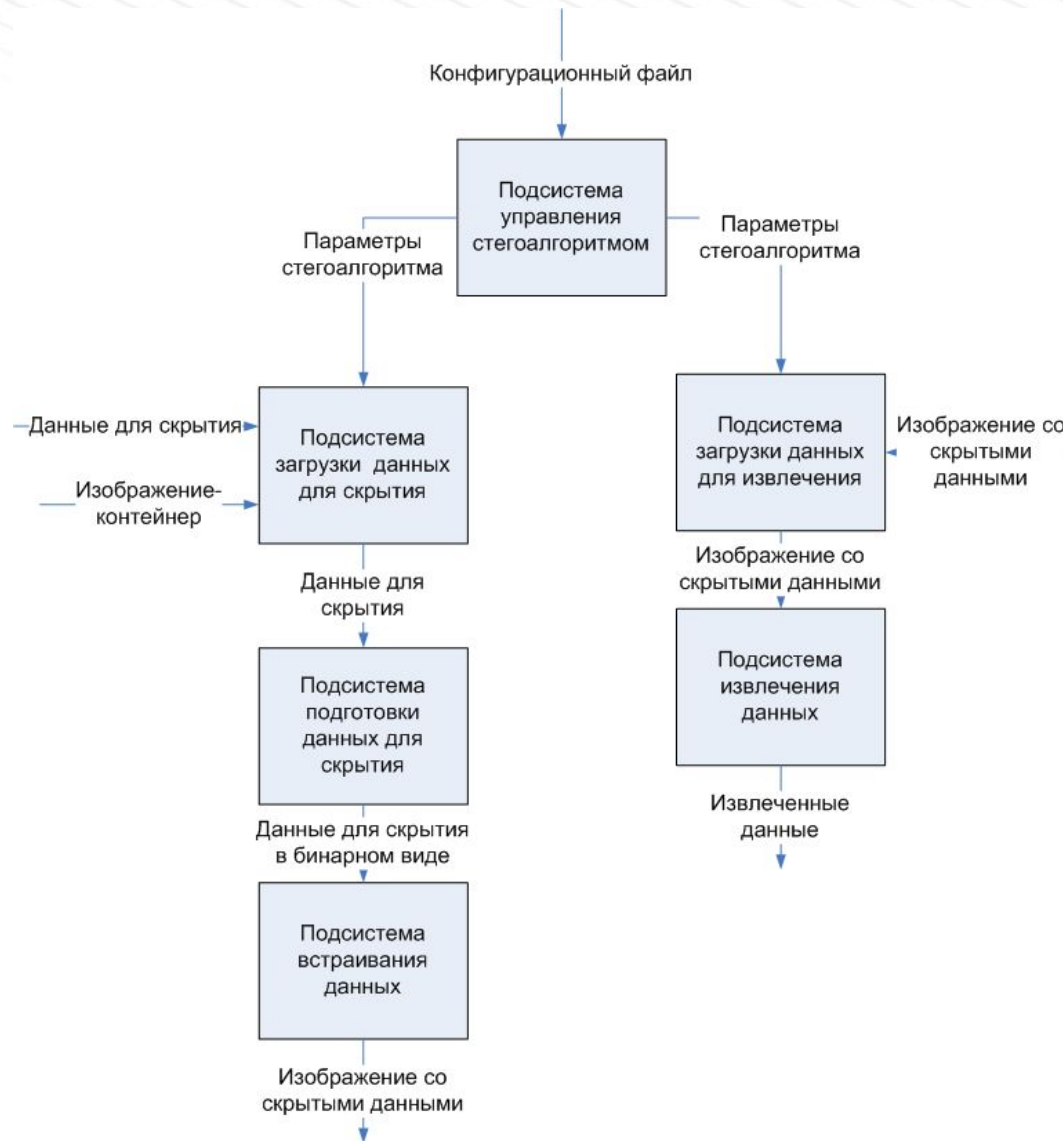 Конфигурационный файл
Подсистема
управления
стегоалгоритмом
Параметры
стегоалгоритма
Параметры
стегоалгоритма
Данные для скрытия
Изображение-
контейнер
Подсистема
загрузки данных
для скрытия
Подсистема
загрузки данных
для извлечения
Изображение со
скрытыми
данными
Данные для
скрытия
Изображение со
скрытыми данными
Подсистема
подготовки
данных для
скрытия
Подсистема
извлечения
данных
Данные для скрытия
в бинарном виде
Извлеченные
данные
Подсистема
встраивания
данных
Изображение со
скрытыми данными